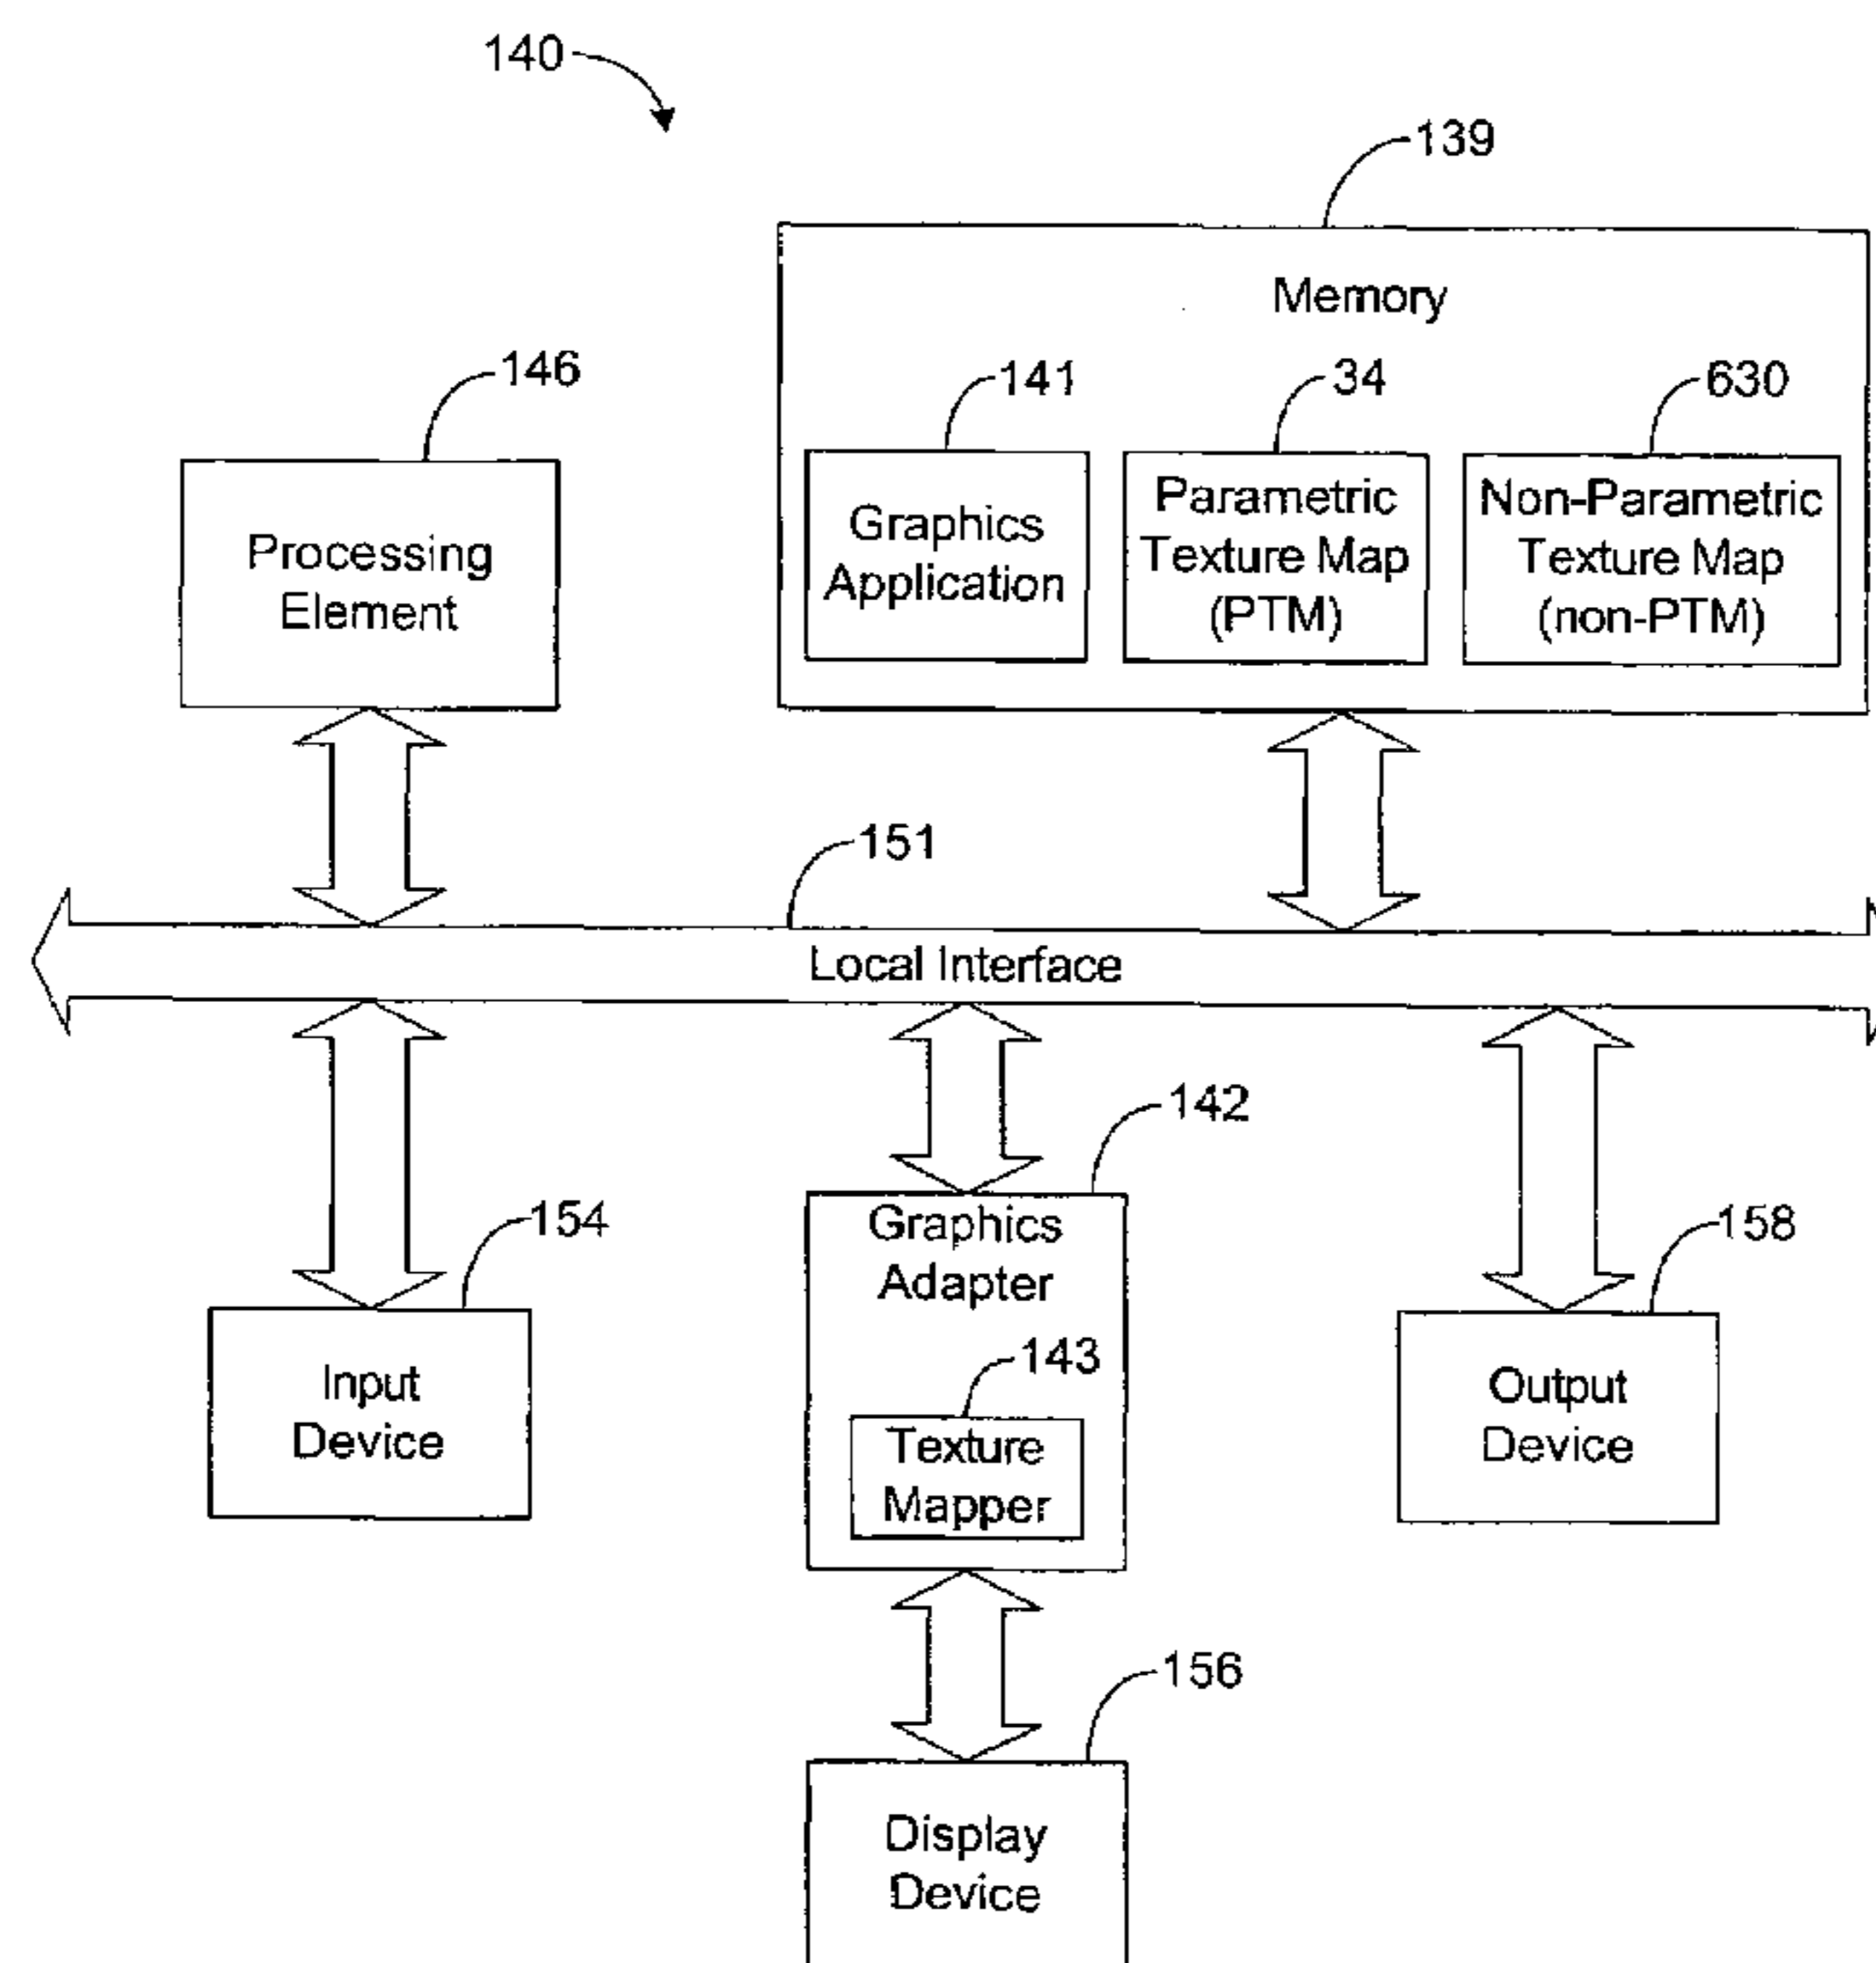 140
139
Memory
146
141
34
630
Processing
Element
Graphics
Application
Parametric
Texture Map
(PTM)
Non-Parametric
Texture Map
(non-PTM)
151
Local Interface
142
154
158
Graphics
Adapter
143
Texture
Mapper
Input
Device
Output
Device
156
Display
Device